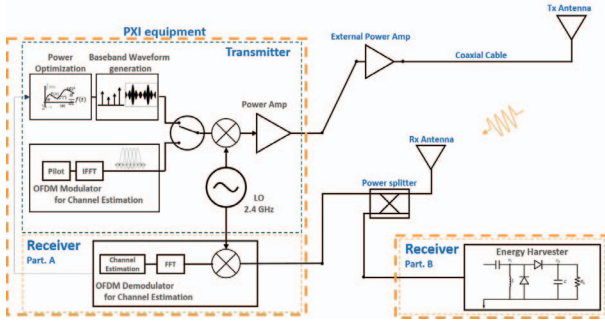 PXI equipment
Tx Antenna
Transmitter
External Power Amp
Power
Optimization
Baseband Waveform
generation
Coaxial Cable
Power Amp
Rx Antenna
Pilot
IFFT
OFDM Modulator
for Channel Estimation
LO
2.4 GHz
Power splitter
Receiver
Part. A
Channel
Estimation
FFT
OFDM Demodulator
for Channel Estimation
Receiver
Part. B
Energy Harvester